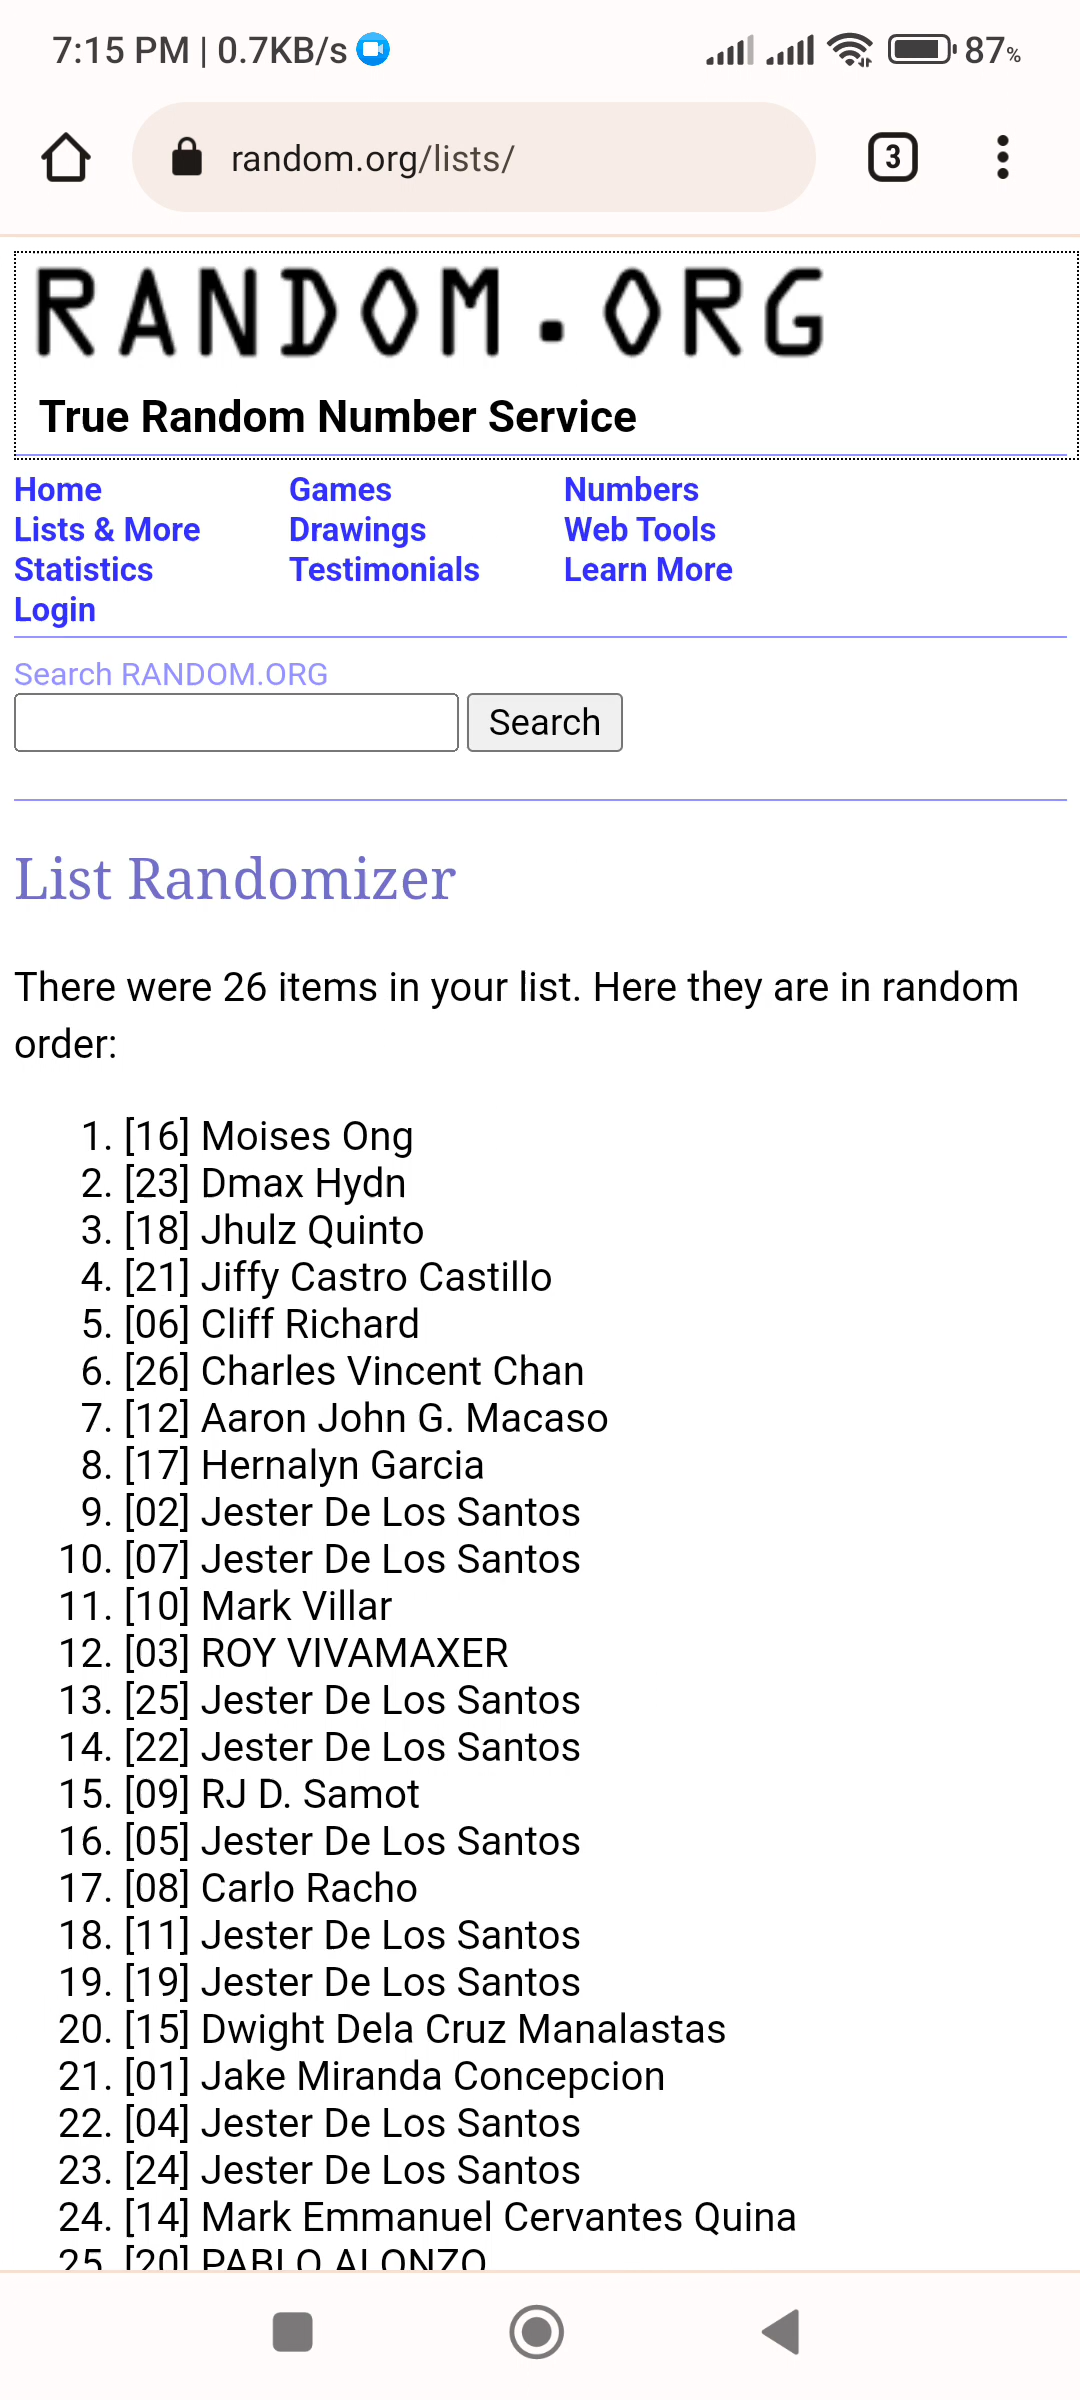 7:15 PM | 0.7KB/s 87%
random.org/lists/ 3
RANDOM.ORG
True Random Number Service
Home Games Numbers
Lists & More Drawings Web Tools
Statistics Testimonials Learn More
Login
Search RANDOM.ORG
Search
List Randomizer
There were 26 items in your list. Here they are in random
order:
1. [16] Moises Ong
2. [23] Dmax Hydn
3. [18] Jhulz Quinto
4. [21] Jiffy Castro Castillo
5. [06] Cliff Richard
6. [26] Charles Vincent Chan
7. [12] Aaron John G. Macaso
8. [17] Hernalyn Garcia
9. [02] Jester De Los Santos
10. [07] Jester De Los Santos
11. [10] Mark Villar
12. [03] ROY VIVAMAXER
13. [25] Jester De Los Santos
14. [22] Jester De Los Santos
15. [09] RJ D. Samot
16. [05] Jester De Los Santos
17. [08] Carlo Racho
18. [11] Jester De Los Santos
19. [19] Jester De Los Santos
20. [15] Dwight Dela Cruz Manalastas
21. [01] Jake Miranda Concepcion
22. [04] Jester De Los Santos
23. [24] Jester De Los Santos
24. [14] Mark Emmanuel Cervantes Quina
25. [20] PABLO ALONZO